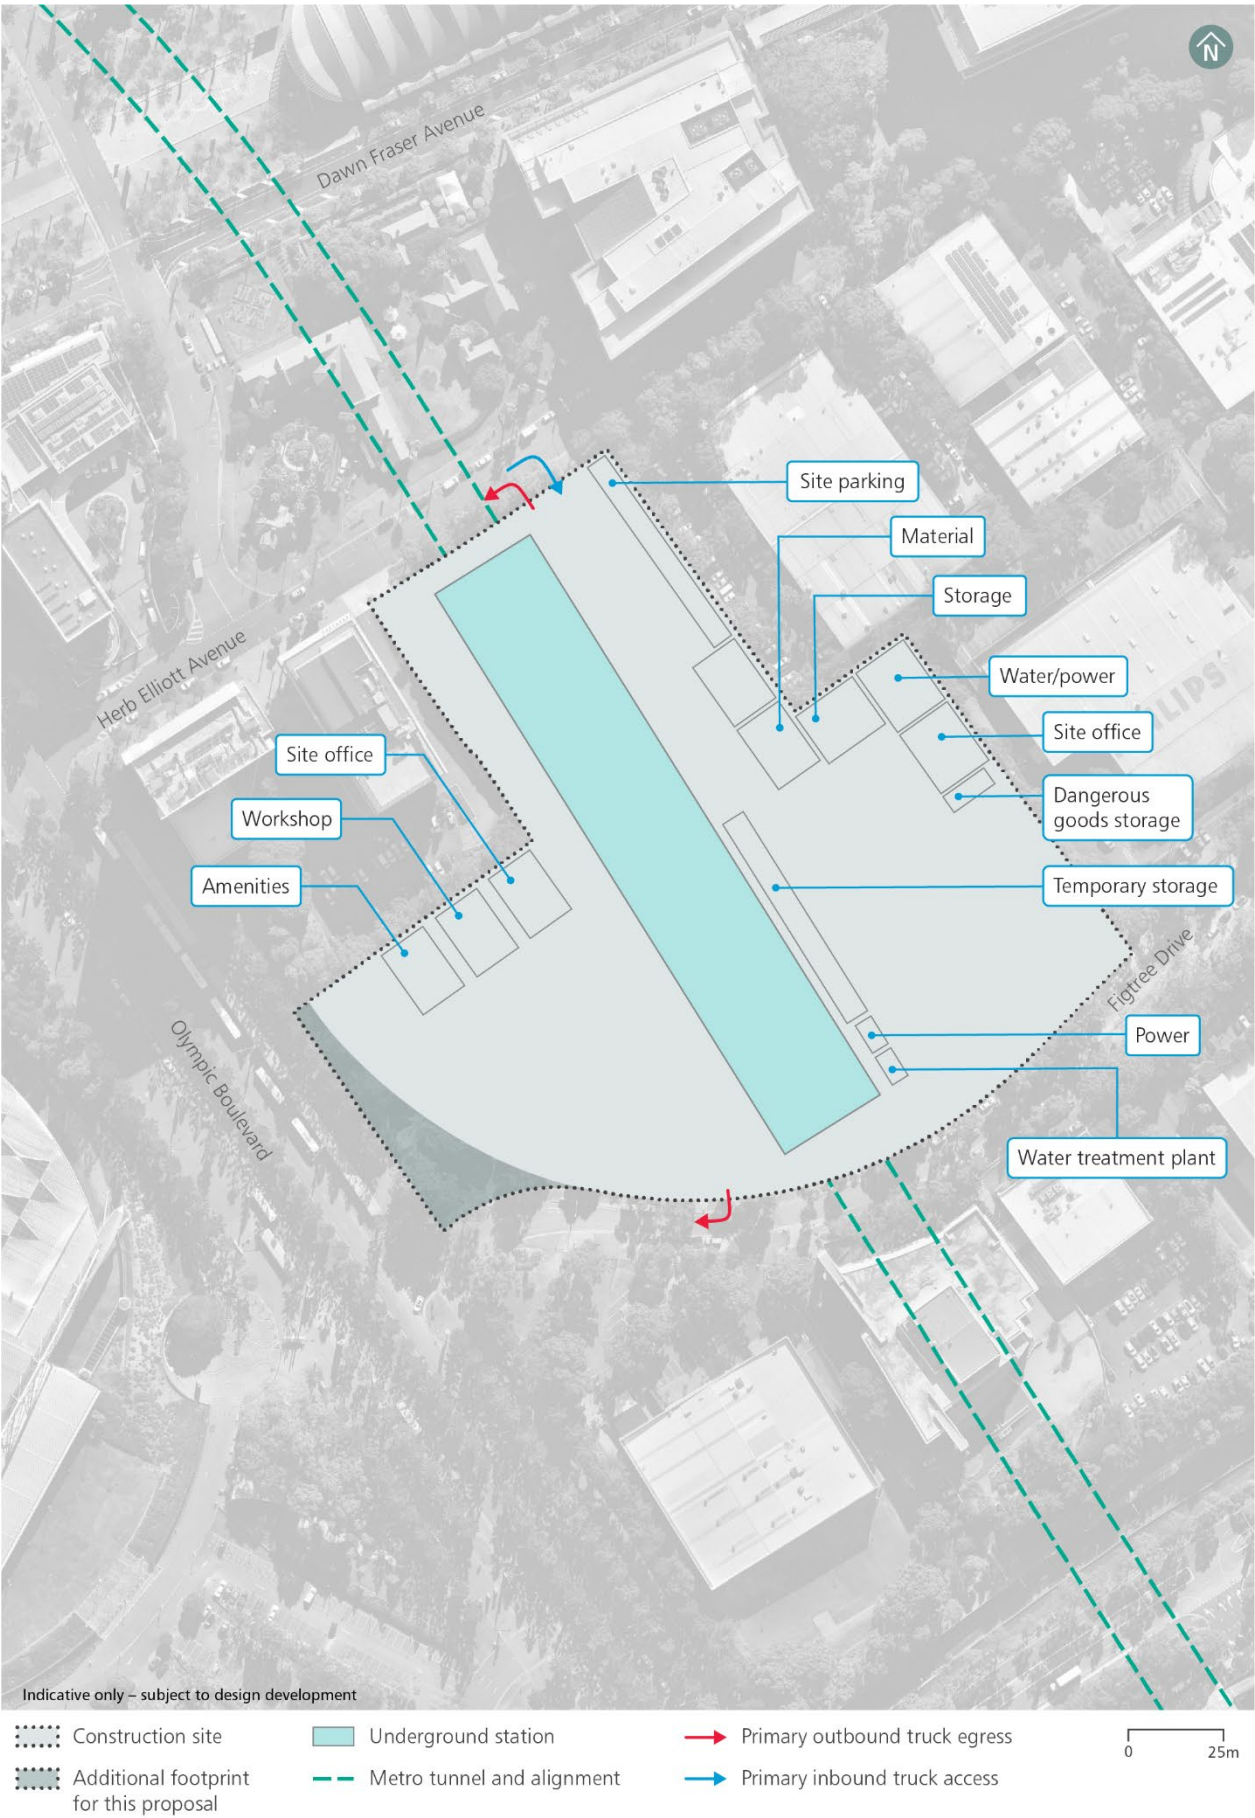 N
Dawn Fraser Avenue
Site parking
Material
Storage
Water/power
Site office
Dangerous
goods storage
Temporary storage
Herb Elliott Avenue
Site office
Workshop
Amenities
PHILIPS
Figtree Drive
Power
Olympic Boulevard
Water treatment plant
Indicative only – subject to design development
Construction site
Underground station
Primary outbound truck egress
0
25m
Additional footprint
for this proposal
Metro tunnel and alignment
Primary inbound truck access